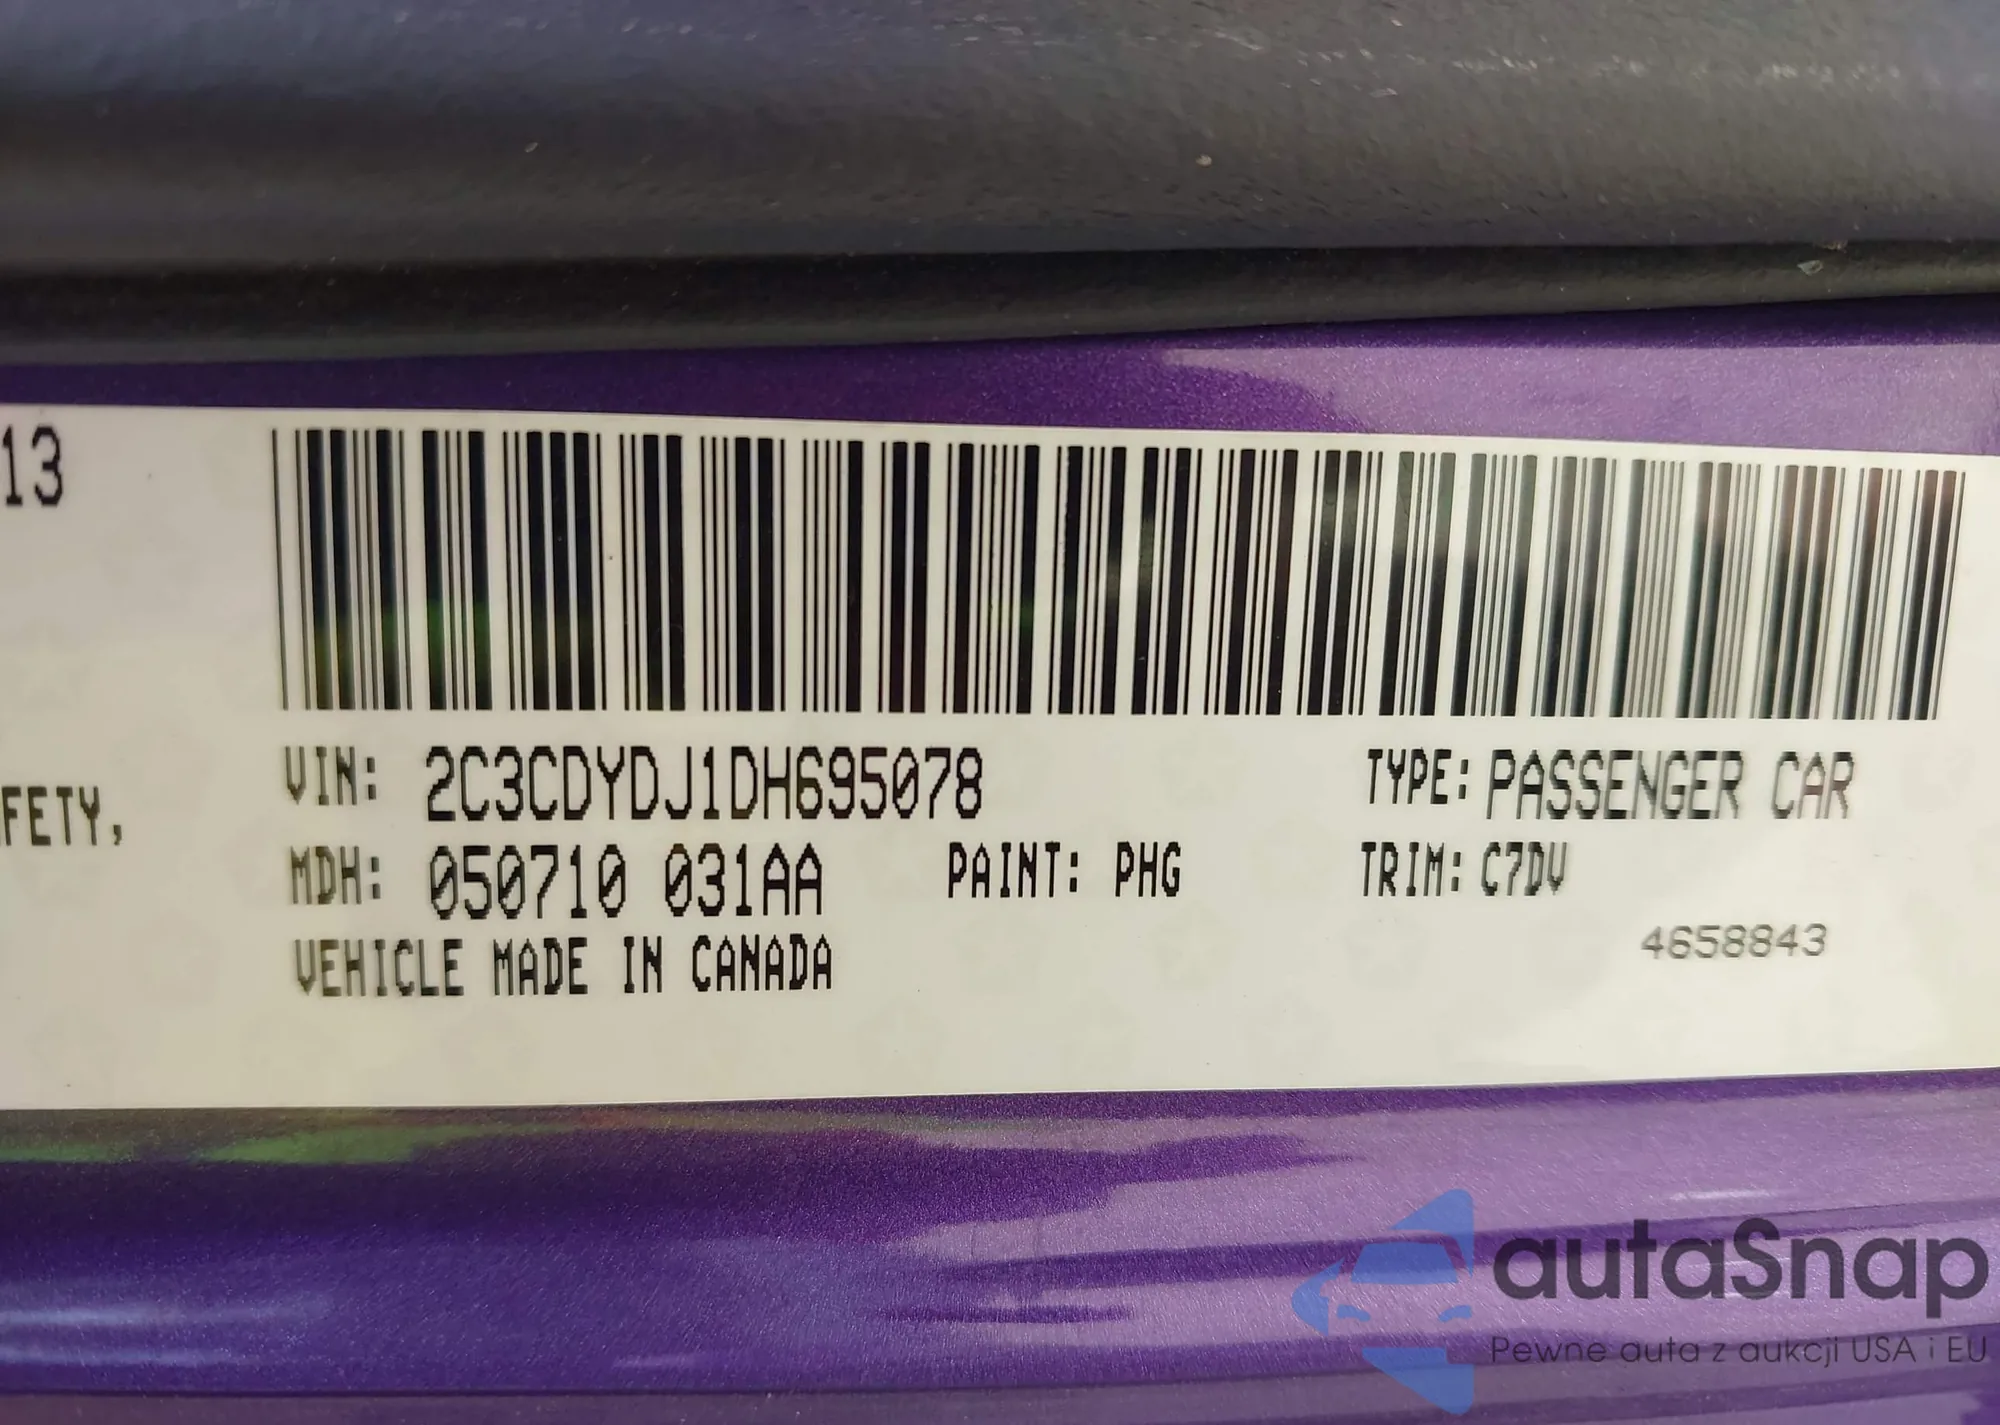 13
FETY,
VIN: 2C3CDYDJ1DH695078
TYPE: PASSENGER CAR
MDH: 050710 031AA
PAINT: PHG
TRIM: C7DV
VEHICLE MADE IN CANADA
4658843
autaSnap
Pewne auta z aukcji USA i EU